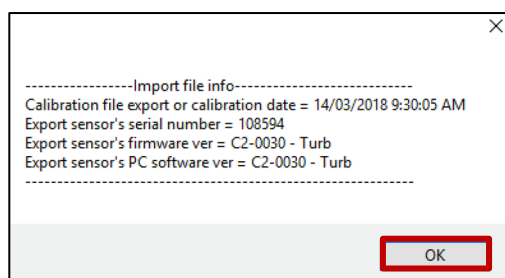 -----------------Import file info----------------------------
Calibration file export or calibration date = 14/03/2018 9:30:05 AM
Export sensor's serial number = 108594
Export sensor's firmware ver = C2-0030 - Turb
Export sensor's PC software ver = C2-0030 - Turb
-------------------------------------------------------------
OK